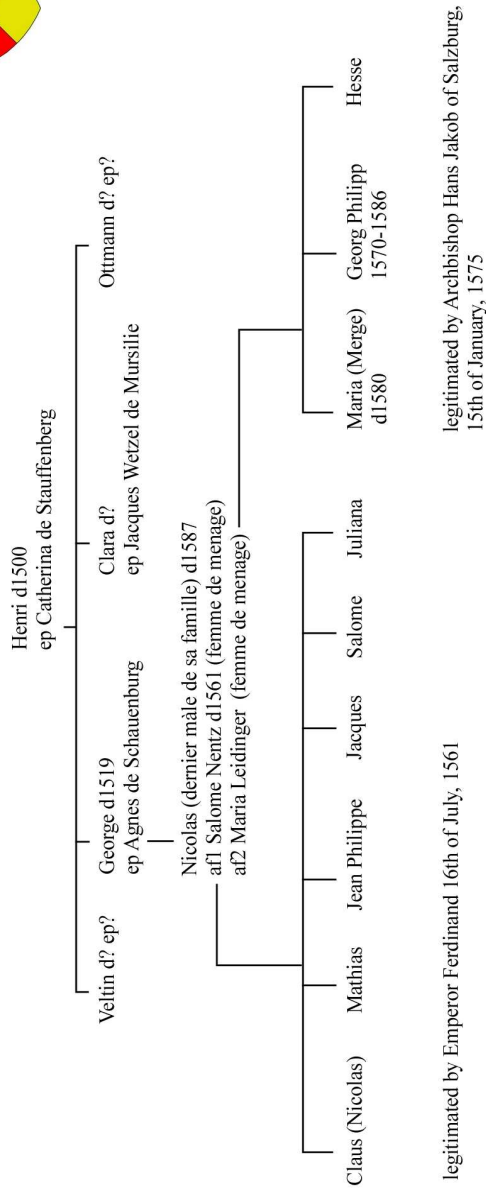 Henri d1500
ep Catherina de Stauffenberg
Veltin d? ep?
George d1519
ep Agnes de Schauenburg
Clara d?
ep Jacques Wetzel de Mursilie
Ottmann d? ep?
Nicolas (dernier màle de sa famille) d1587
af1 Salome Nentz d1561 (femme de menage)
af2 Maria Leidinger (femme de menage)
Claus (Nicolas)
Mathias
Jean Philippe
Jacques
Salome
Juliana
Maria (Merge)
d1580
Georg Philipp
1570-1586
Hesse
legitimated by Emperor Ferdinand 16th of July, 1561
legitimated by Archbishop Hans Jakob of Salzburg,
15th of January, 1575